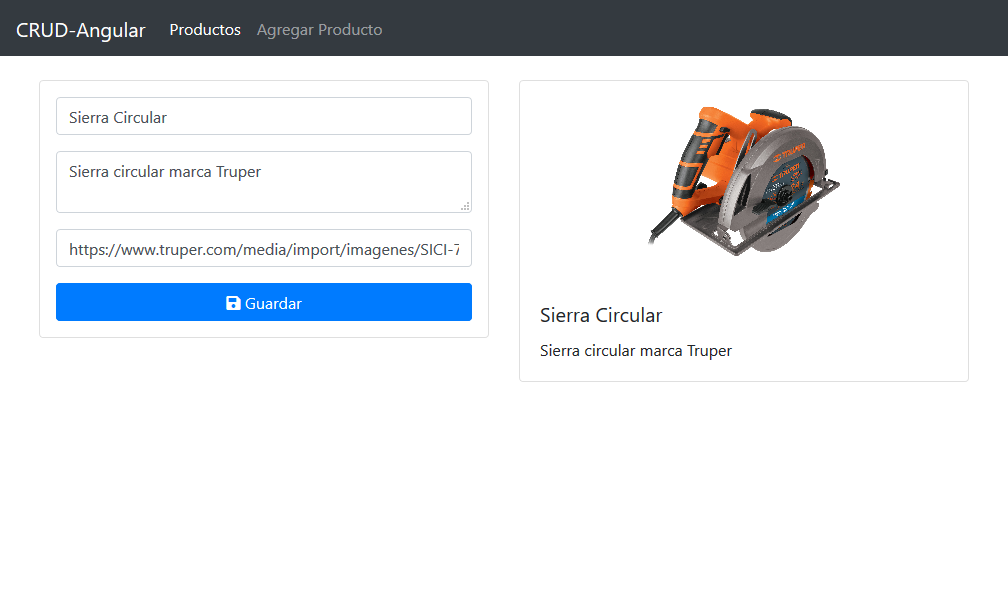 CRUD-Angular Productos Agregar Producto
Sierra Circular
Sierra circular marca Truper
https://www.truper.com/media/import/imagenes/SICI-7
Guardar
Sierra Circular
Sierra circular marca Truper